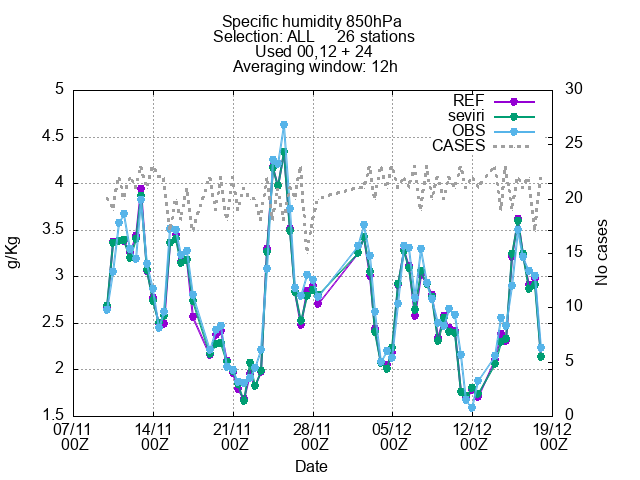 Specific humidity 850hPa
Selection: ALL 26 stations
Used 00,12 + 24
Averaging window: 12h
5
4.5
4
3.5
3
2.5
2
1.5
g/Kg
REF
seviri
OBS
CASES
30
25
20
15
10
5
0
No cases
07/11 14/11 21/11 28/11 05/12 12/12 19/12
00Z 00Z 00Z 00Z 00Z 00Z 00Z
Date